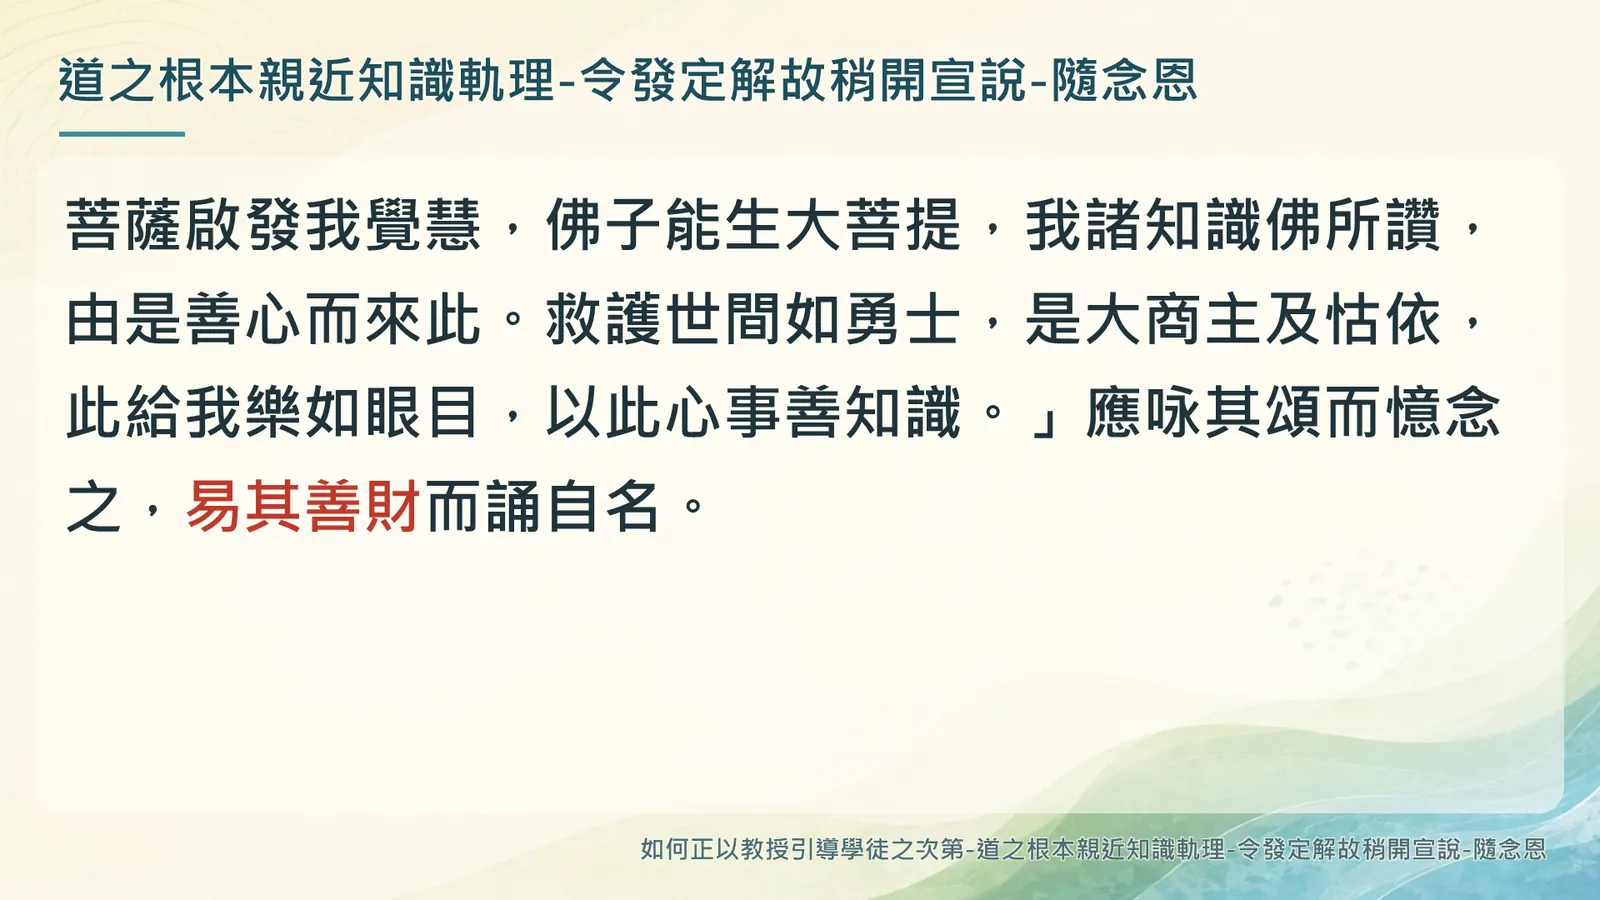 道之根本親近知識軌理-令發定解故稍開宣說-隨念恩
菩薩啟發我覺慧，佛子能生大菩提，我諸知識佛所讚，
由是善心而來此。救護世間如勇士，是大商主及怙依，
此給我樂如眼目，以此心事善知識。」應咏其頌而憶念
之，易其善財而誦自名。
如何正以教授引導學徒之次第-道之根本親近知識軌理-令發定解故稍開宣說-隨念恩